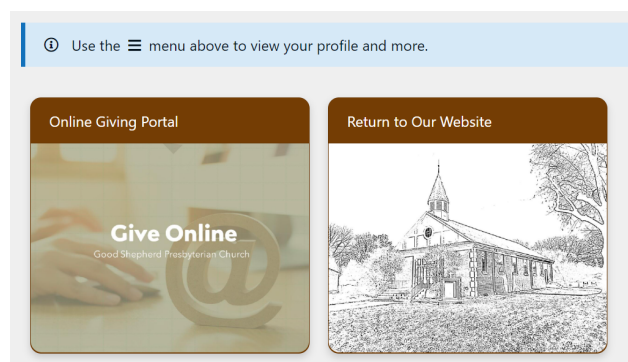 Use the ☰ menu above to view your profile and more.
Online Giving Portal
Return to Our Website
Give Online
Good Shepherd Presbyterian Church